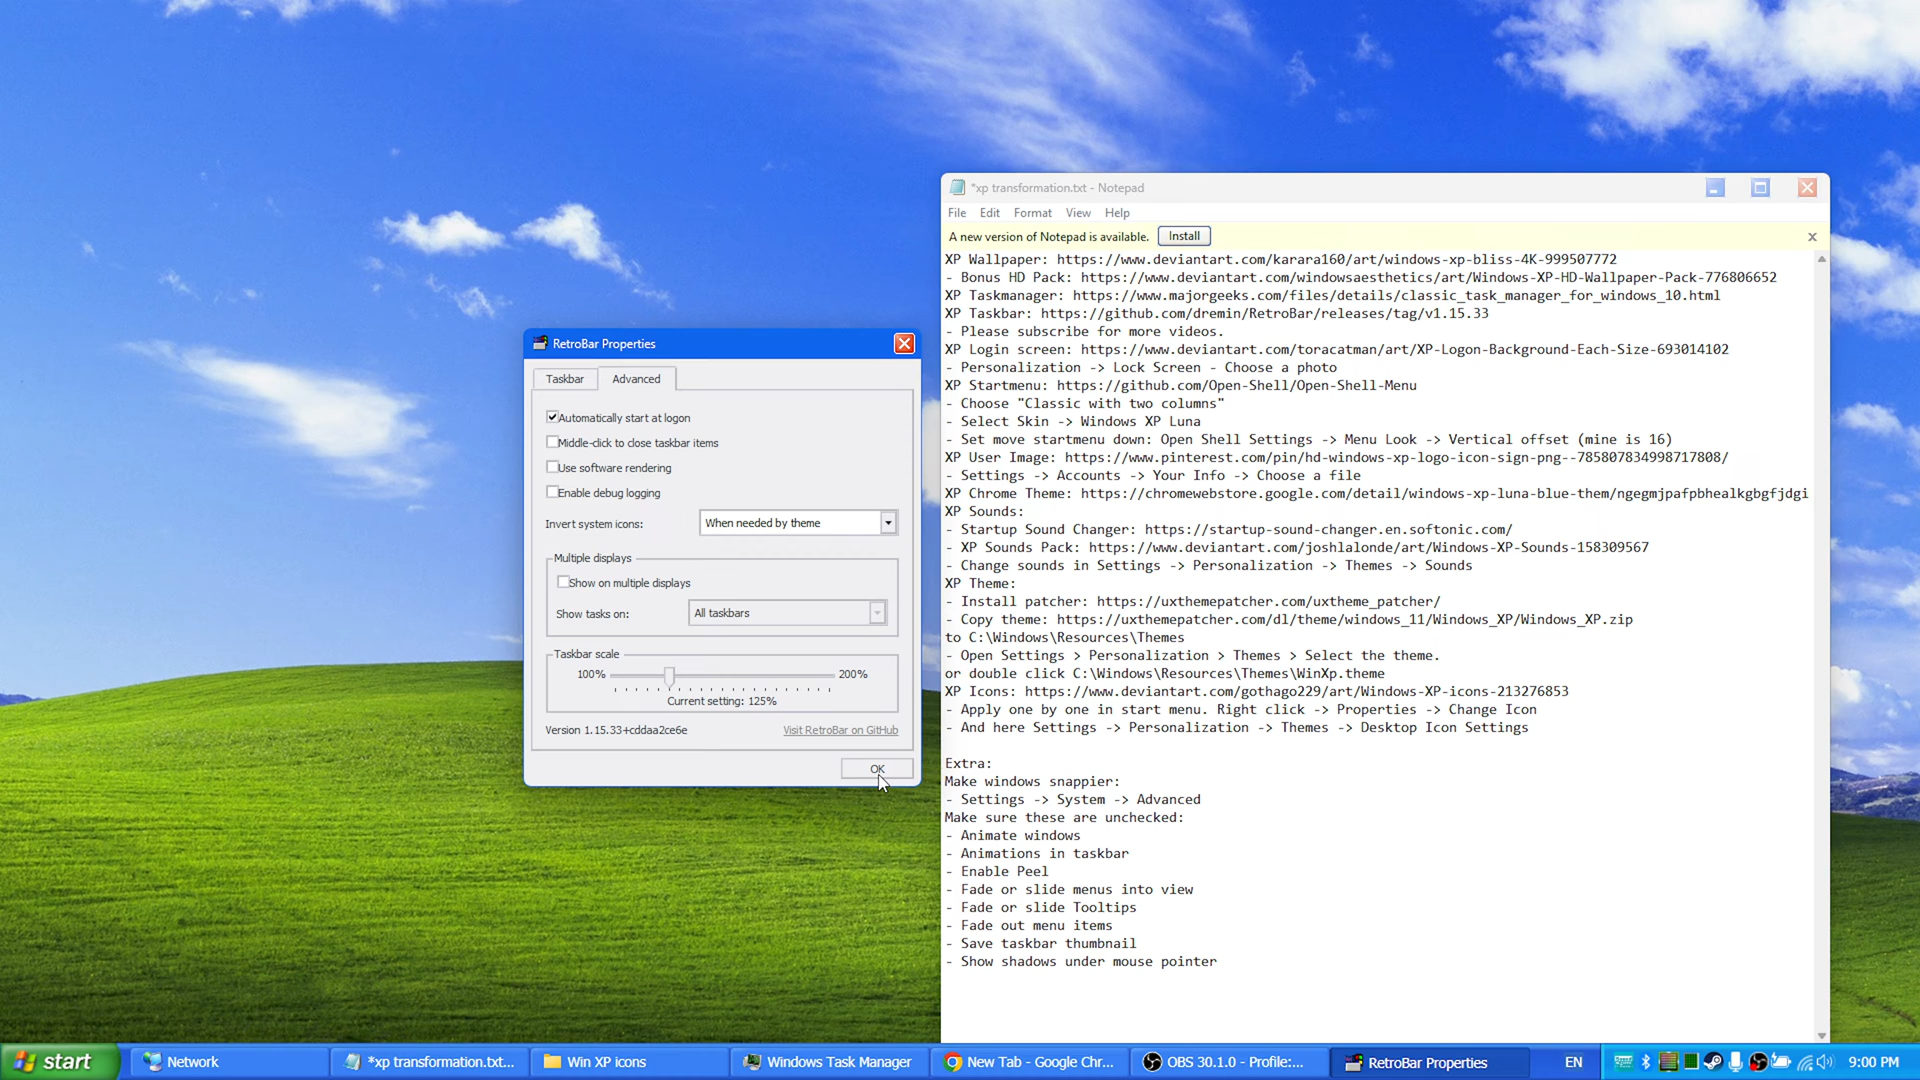 *xp transformation.txt - Notepad
File Edit Format View Help
A new version of Notepad is available. Install x
XP Wallpaper: https://www.deviantart.com/karara160/art/windows-xp-bliss-4K-999507772
- Bonus HD Pack: https://www.deviantart.com/windowsaesthetics/art/Windows-XP-HD-Wallpaper-Pack-776806652
XP Taskmanager: https://www.majorgeeks.com/files/details/classic_task_manager_for_windows_10.html
XP Taskbar: https://github.com/dremin/RetroBar/releases/tag/v1.15.33
- Please subscribe for more videos.
XP Login screen: https://www.deviantart.com/toracatman/art/XP-Logon-Background-Each-Size-693014102
- Personalization -> Lock Screen - Choose a photo
XP Startmenu: https://github.com/Open-Shell/Open-Shell-Menu
- Choose "Classic with two columns"
- Select Skin -> Windows XP Luna
- Set move startmenu down: Open Shell Settings -> Menu Look -> Vertical offset (mine is 16)
XP User Image: https://www.pinterest.com/pin/hd-windows-xp-logo-icon-sign-png--785807834998717808/
- Settings -> Accounts -> Your Info -> Choose a file
XP Chrome Theme: https://chromewebstore.google.com/detail/windows-xp-luna-blue-them/ngegmjpafpbhealkgbgfjdgi
XP Sounds:
- Startup Sound Changer: https://startup-sound-changer.en.softonic.com/
- XP Sounds Pack: https://www.deviantart.com/joshlalonde/art/Windows-XP-Sounds-158309567
- Change sounds in Settings -> Personalization -> Themes -> Sounds
XP Theme:
- Install patcher: https://uxthemepatcher.com/uxtheme_patcher/
- Copy theme: https://uxthemepatcher.com/dl/theme/windows_11/Windows_XP/Windows_XP.zip
to C:\Windows\Resources\Themes
- Open Settings > Personalization > Themes > Select the theme.
or double click C:\Windows\Resources\Themes\WinXp.theme
XP Icons: https://www.deviantart.com/gothago229/art/Windows-XP-icons-213276853
- Apply one by one in start menu. Right click -> Properties -> Change Icon
- And here Settings -> Personalization -> Themes -> Desktop Icon Settings
Extra:
Make windows snappier:
- Settings -> System -> Advanced
Make sure these are unchecked:
- Animate windows
- Animations in taskbar
- Enable Peel
- Fade or slide menus into view
- Fade or slide Tooltips
- Fade out menu items
- Save taskbar thumbnail
- Show shadows under mouse pointer
RetroBar Properties
Taskbar Advanced
Automatically start at logon
Middle-click to close taskbar items
Use software rendering
Enable debug logging
Invert system icons: When needed by theme
Multiple displays
Show on multiple displays
Show tasks on: All taskbars
Taskbar scale
100% 200%
Current setting: 125%
Version 1.15.33+cddaa2ce6e Visit RetroBar on GitHub
OK
start Network *xp transformation.txt... Win XP icons Windows Task Manager New Tab - Google Chr... OBS 30.1.0 - Profile:... RetroBar Properties EN 9:00 PM